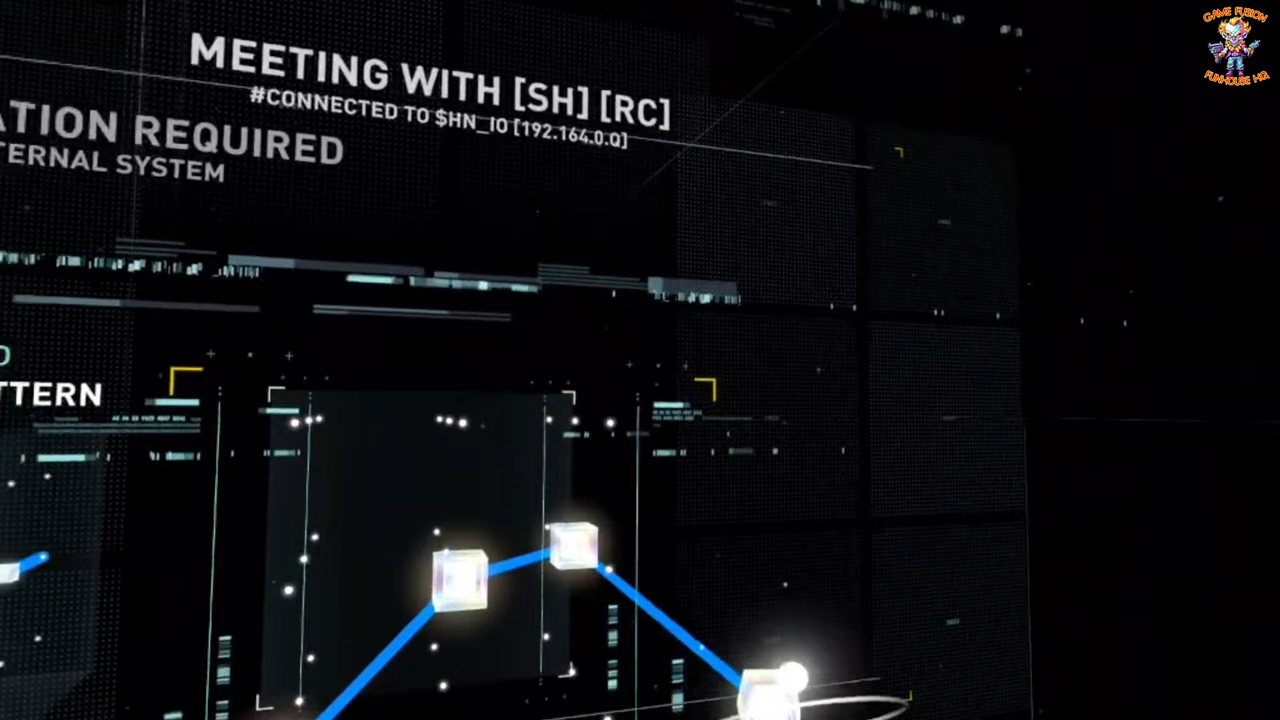 GAME FUSION
FUNHOUSE HQ
MEETING WITH [SH] [RC]
#CONNECTED TO $HN_IO [192.164.0.Q]
ATION REQUIRED
TERNAL SYSTEM
TTERN